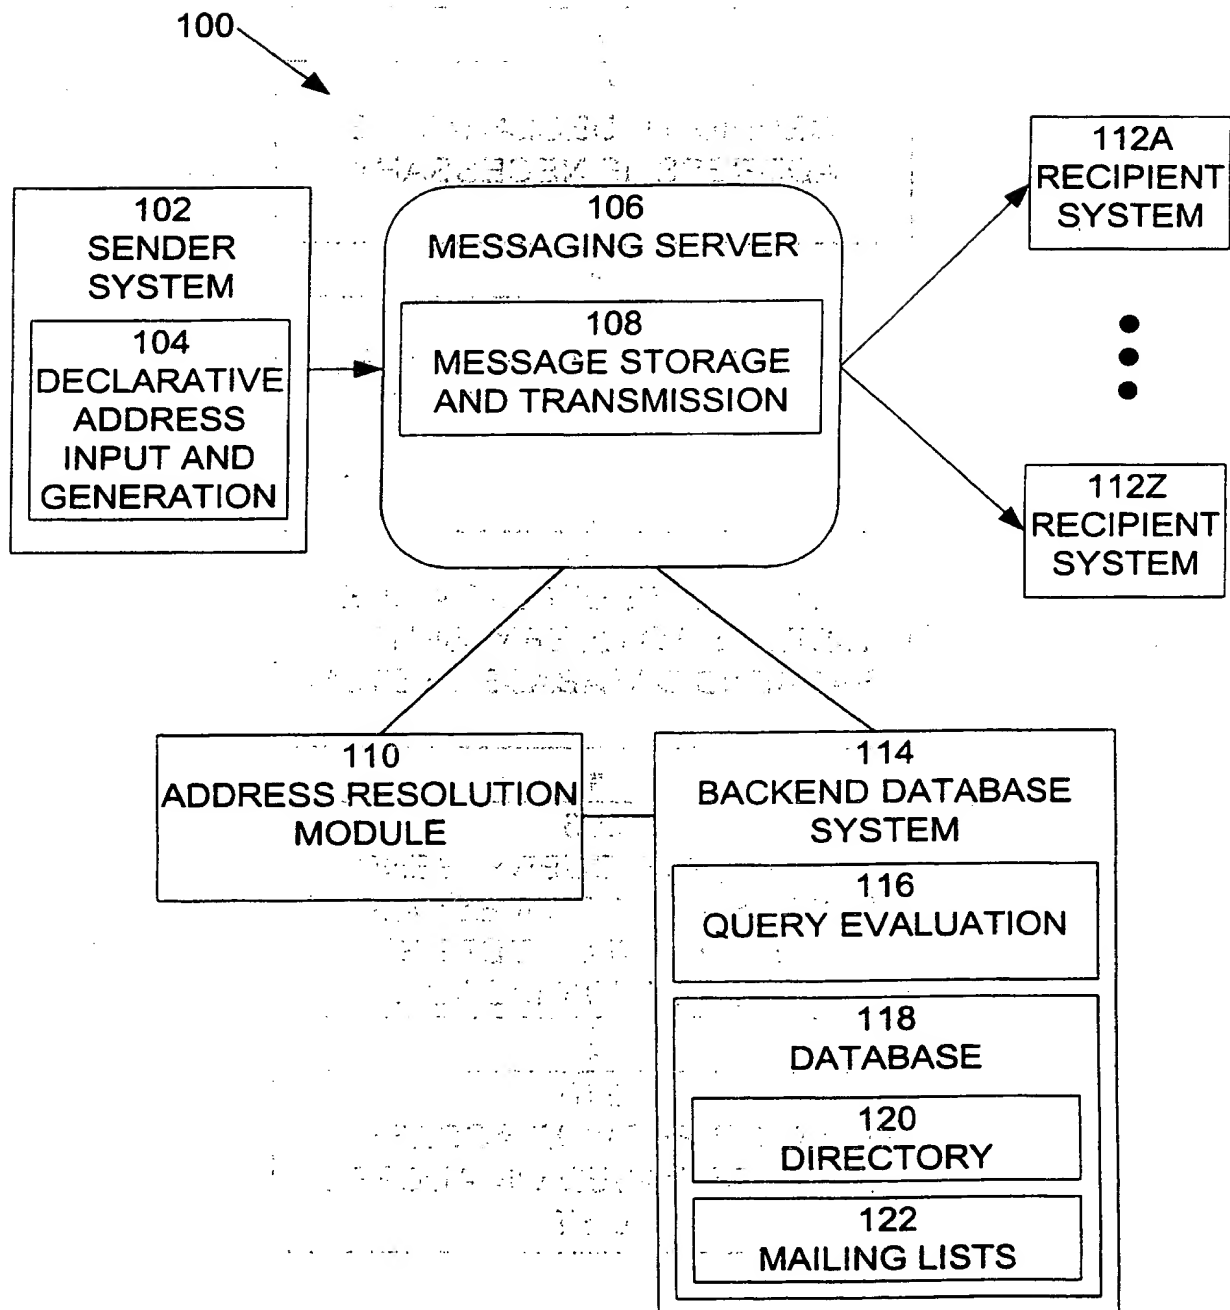 100
112A
RECIPIENT
SYSTEM
102
SENDER
SYSTEM
104
DECLARATIVE
ADDRESS
INPUT AND
GENERATION
106
MESSAGING SERVER
108
MESSAGE STORAGE
AND TRANSMISSION
112Z
RECIPIENT
SYSTEM
110
ADDRESS RESOLUTION
MODULE
114
BACKEND DATABASE
SYSTEM
116
QUERY EVALUATION
118
DATABASE
120
DIRECTORY
122
MAILING LISTS